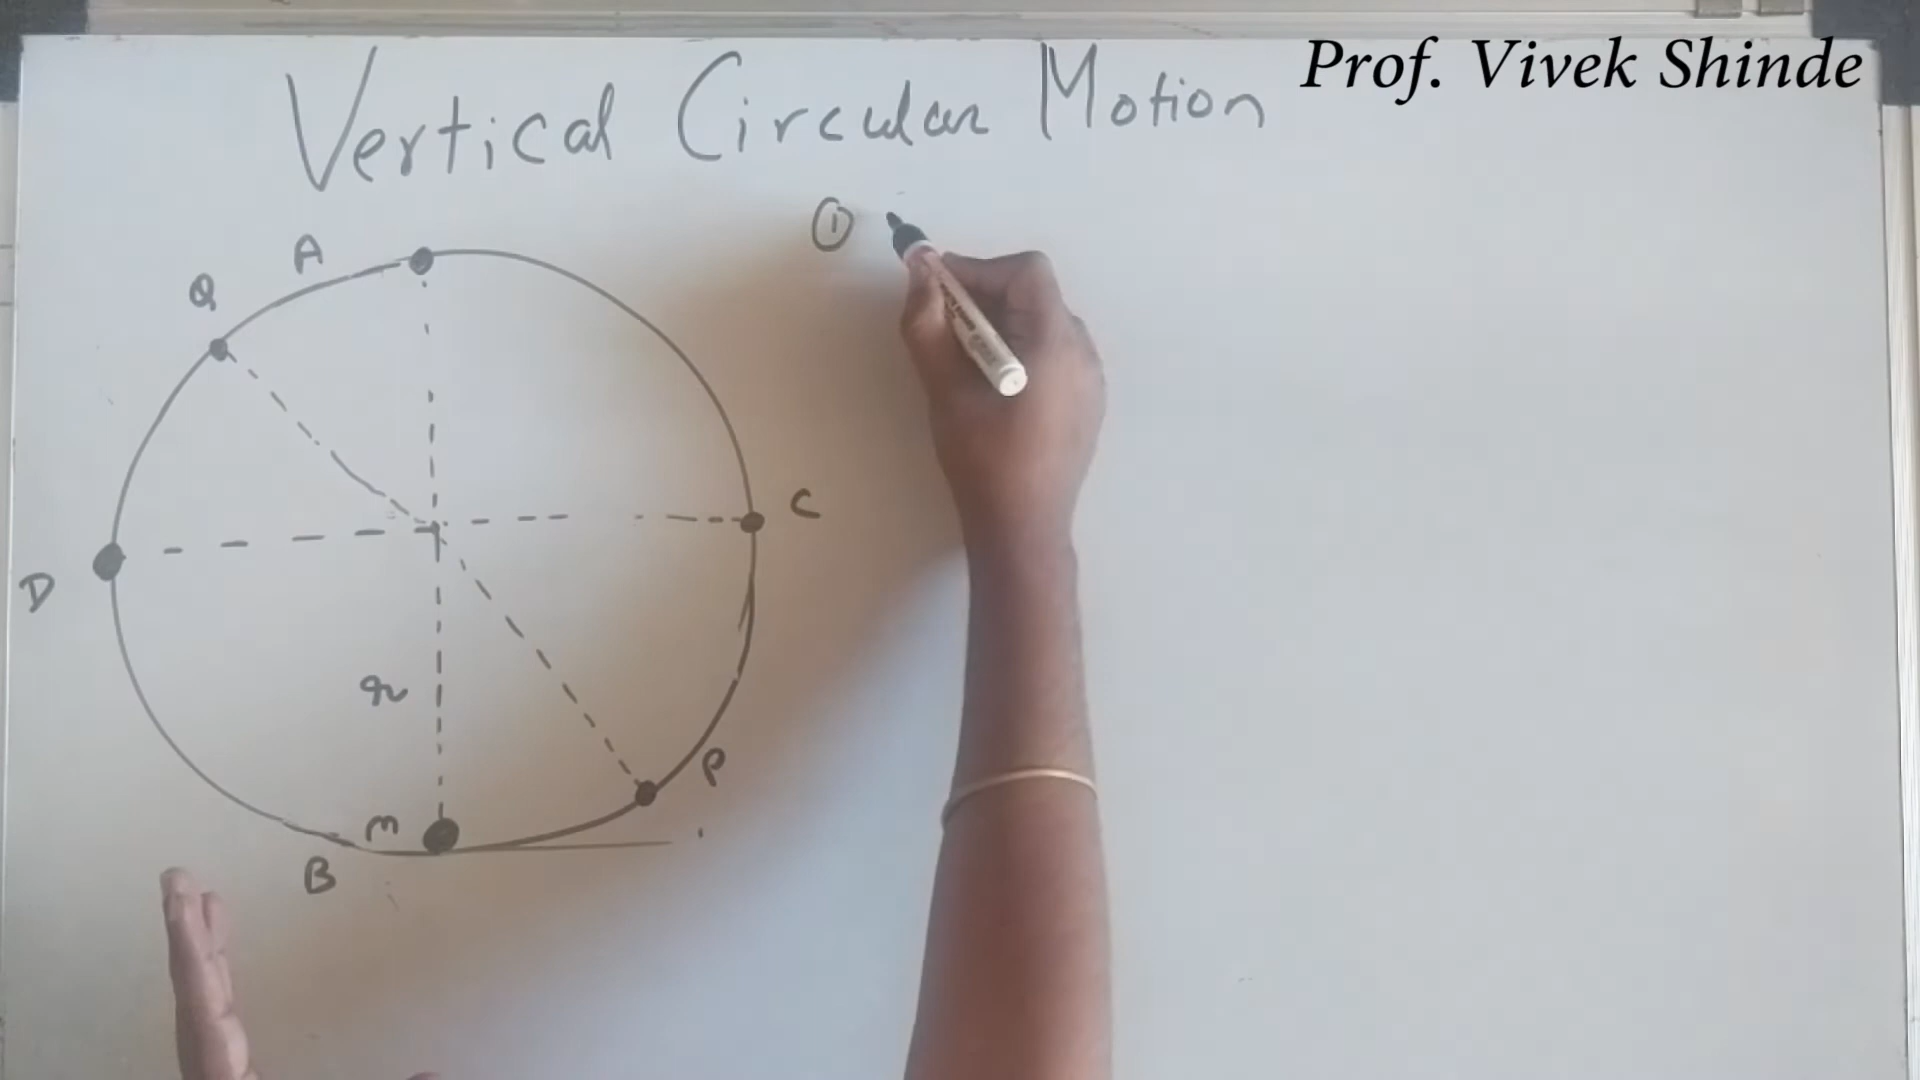 Prof. Vivek Shinde
Vertical Circular Motion
①
A
Q
C
D
r
P
m
B